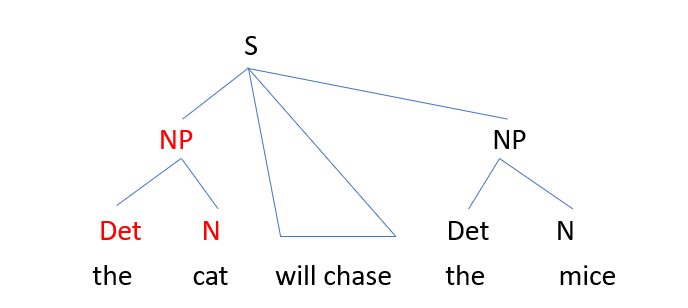 S
NP NP
Det N Det N
the cat will chase the mice